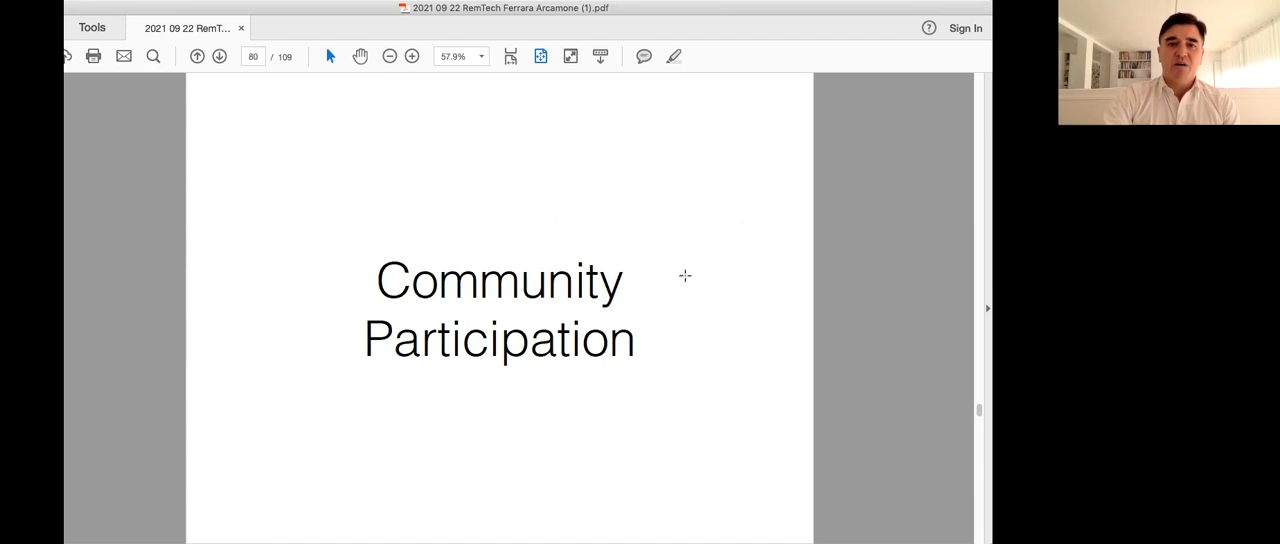 2021 09 22 RemTech Ferrara Arcamone (1).pdf
Tools
2021 09 22 RemT... ×
Sign In
80 / 109
57.9%
Community
Participation